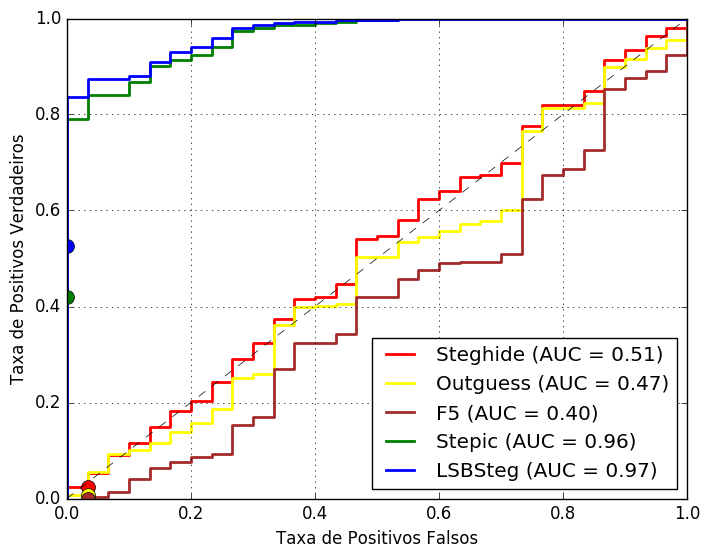 1.0
0.8
0.6
0.4
0.2
0.0
Taxa de Positivos Verdadeiros
Steghide (AUC = 0.51)
Outguess (AUC = 0.47)
F5 (AUC = 0.40)
Stepic (AUC = 0.96)
LSBSteg (AUC = 0.97)
0.0 0.2 0.4 0.6 0.8 1.0
Taxa de Positivos Falsos